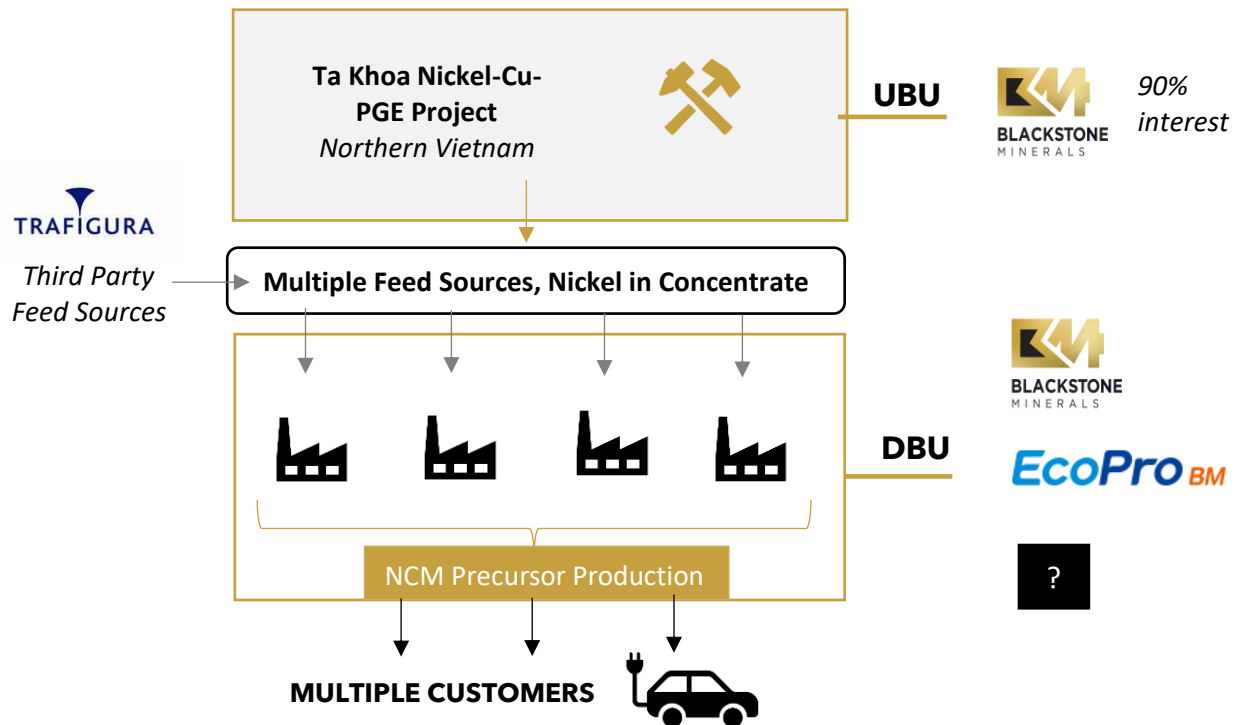 Ta Khoa Nickel-Cu-
PGE Project
Northern Vietnam
UBU
BLACKSTONE
MINERALS
90%
interest
TRAFIGURA
Third Party
Feed Sources
Multiple Feed Sources, Nickel in Concentrate
DBU
BLACKSTONE
MINERALS
EcoPro BM
?
NCM Precursor Production
MULTIPLE CUSTOMERS